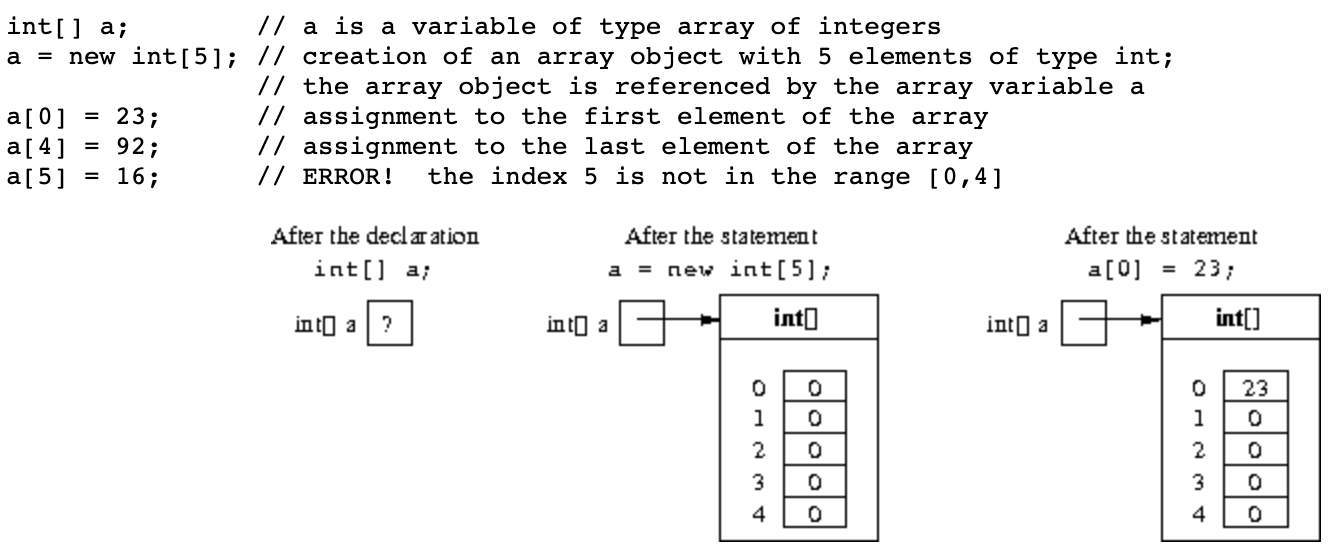 int[] a;        // a is a variable of type array of integers
a = new int[5]; // creation of an array object with 5 elements of type int;
                // the array object is referenced by the array variable a
a[0] = 23;      // assignment to the first element of the array
a[4] = 92;      // assignment to the last element of the array
a[5] = 16;      // ERROR!  the index 5 is not in the range [0,4]
After the declaration
int[] a;
int[] a ?
After the statement
a = new int[5];
int[] a
int[]
0 0
1 0
2 0
3 0
4 0
After the statement
a[0] = 23;
int[] a
int[]
0 23
1 0
2 0
3 0
4 0